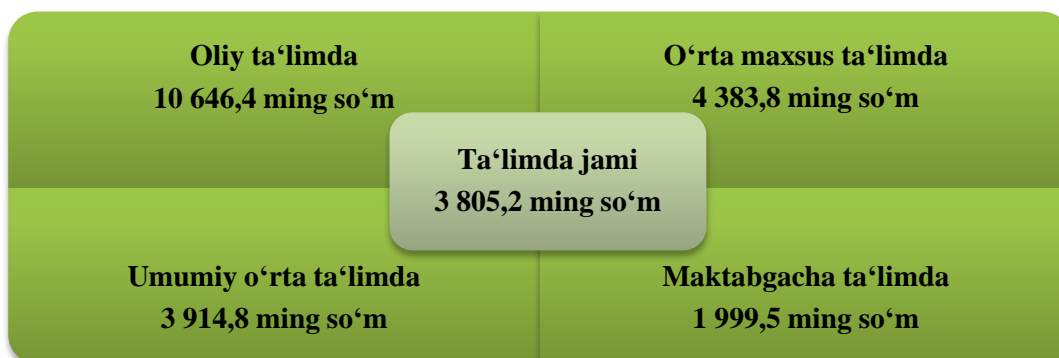 Oliy ta‘limda
10 646,4 ming so‘m
O‘rta maxsus ta‘limda
4 383,8 ming so‘m
Ta‘limda jami
3 805,2 ming so‘m
Umumiy o‘rta ta‘limda
3 914,8 ming so‘m
Maktabgacha ta‘limda
1 999,5 ming so‘m